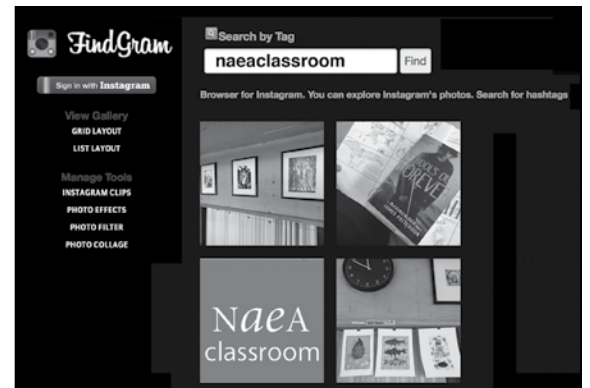 FindGram
Sign in with Instagram
View Gallery
GRID LAYOUT
LIST LAYOUT
Manage Tools
INSTAGRAM CLIPS
PHOTO EFFECTS
PHOTO FILTER
PHOTO COLLAGE
Search by Tag
naeaclassroom
Find
Browser for Instagram. You can explore Instagram's photos. Search for hashtags
NaeA
classroom